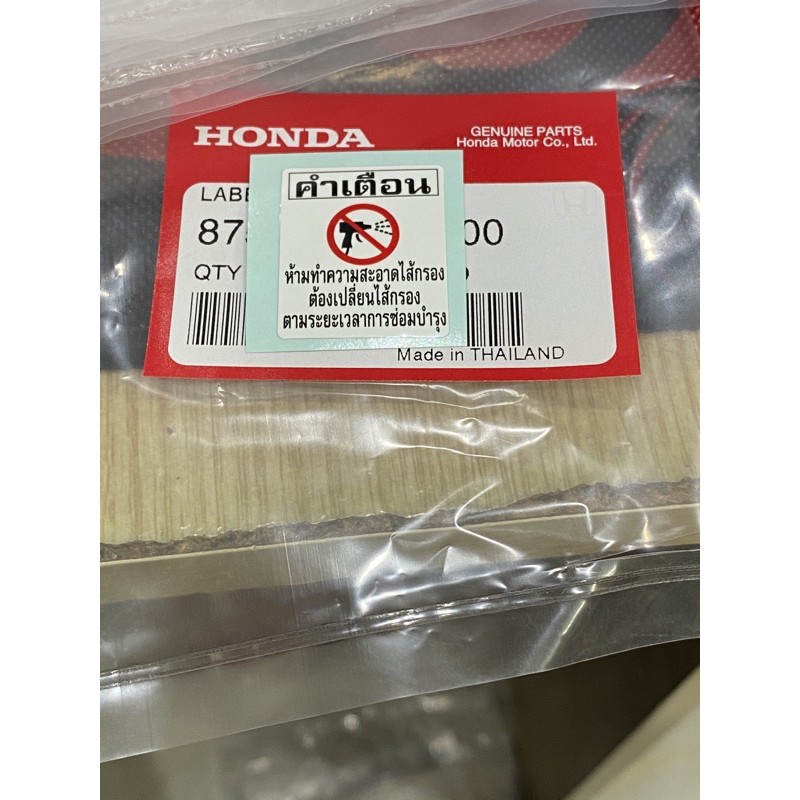 HONDA
GENUINE PARTS
Honda Motor Co., Ltd.
คำเตือน
87
00
QTY
ห้ามทำความสะอาดไส้กรอง
ต้องเปลี่ยนไส้กรอง
ตามระยะเวลาการซ่อมบำรุง
Made in THAILAND